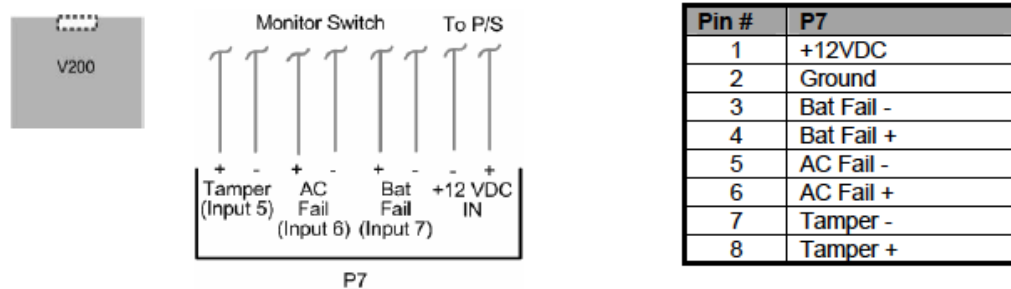 V200
Monitor Switch To P/S
+ - + - + - - +
Tamper AC Bat +12 VDC
(Input 5) Fail Fail IN
(Input 6) (Input 7)
P7
Pin # P7
1 +12VDC
2 Ground
3 Bat Fail -
4 Bat Fail +
5 AC Fail -
6 AC Fail +
7 Tamper -
8 Tamper +